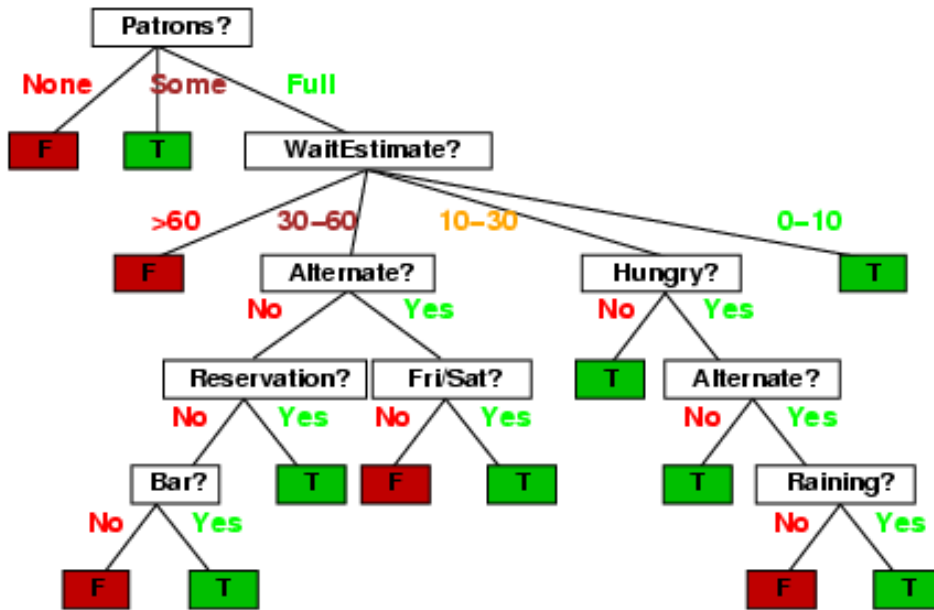 Patrons?
None Some Full
F T WaitEstimate?
>60 30–60 10–30 0–10
F Alternate? Hungry? T
No Yes No Yes
Reservation? Fri/Sat? T Alternate?
No Yes No Yes No Yes
Bar? T F T T Raining?
No Yes No Yes
F T F T